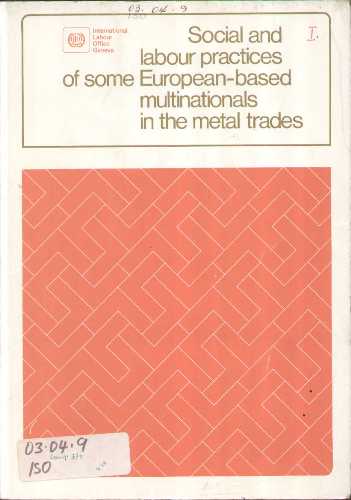 03. 04. 9
ISO
International
Labour
Office
Geneva
I.
Social and
labour practices
of some European-based
multinationals
in the metal trades
03.04.9
ISO